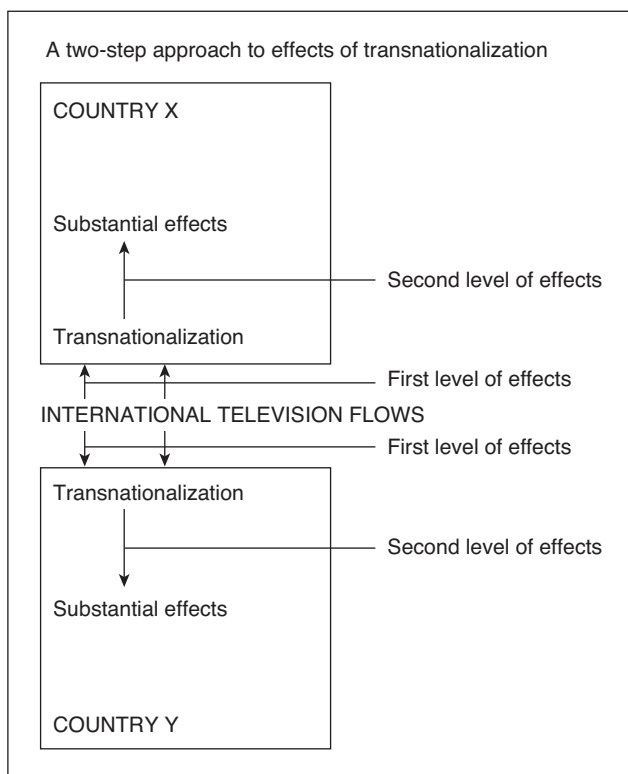 A two-step approach to effects of transnationalization
COUNTRY X
Substantial effects
Second level of effects
Transnationalization
First level of effects
INTERNATIONAL TELEVISION FLOWS
First level of effects
Transnationalization
Second level of effects
Substantial effects
COUNTRY Y